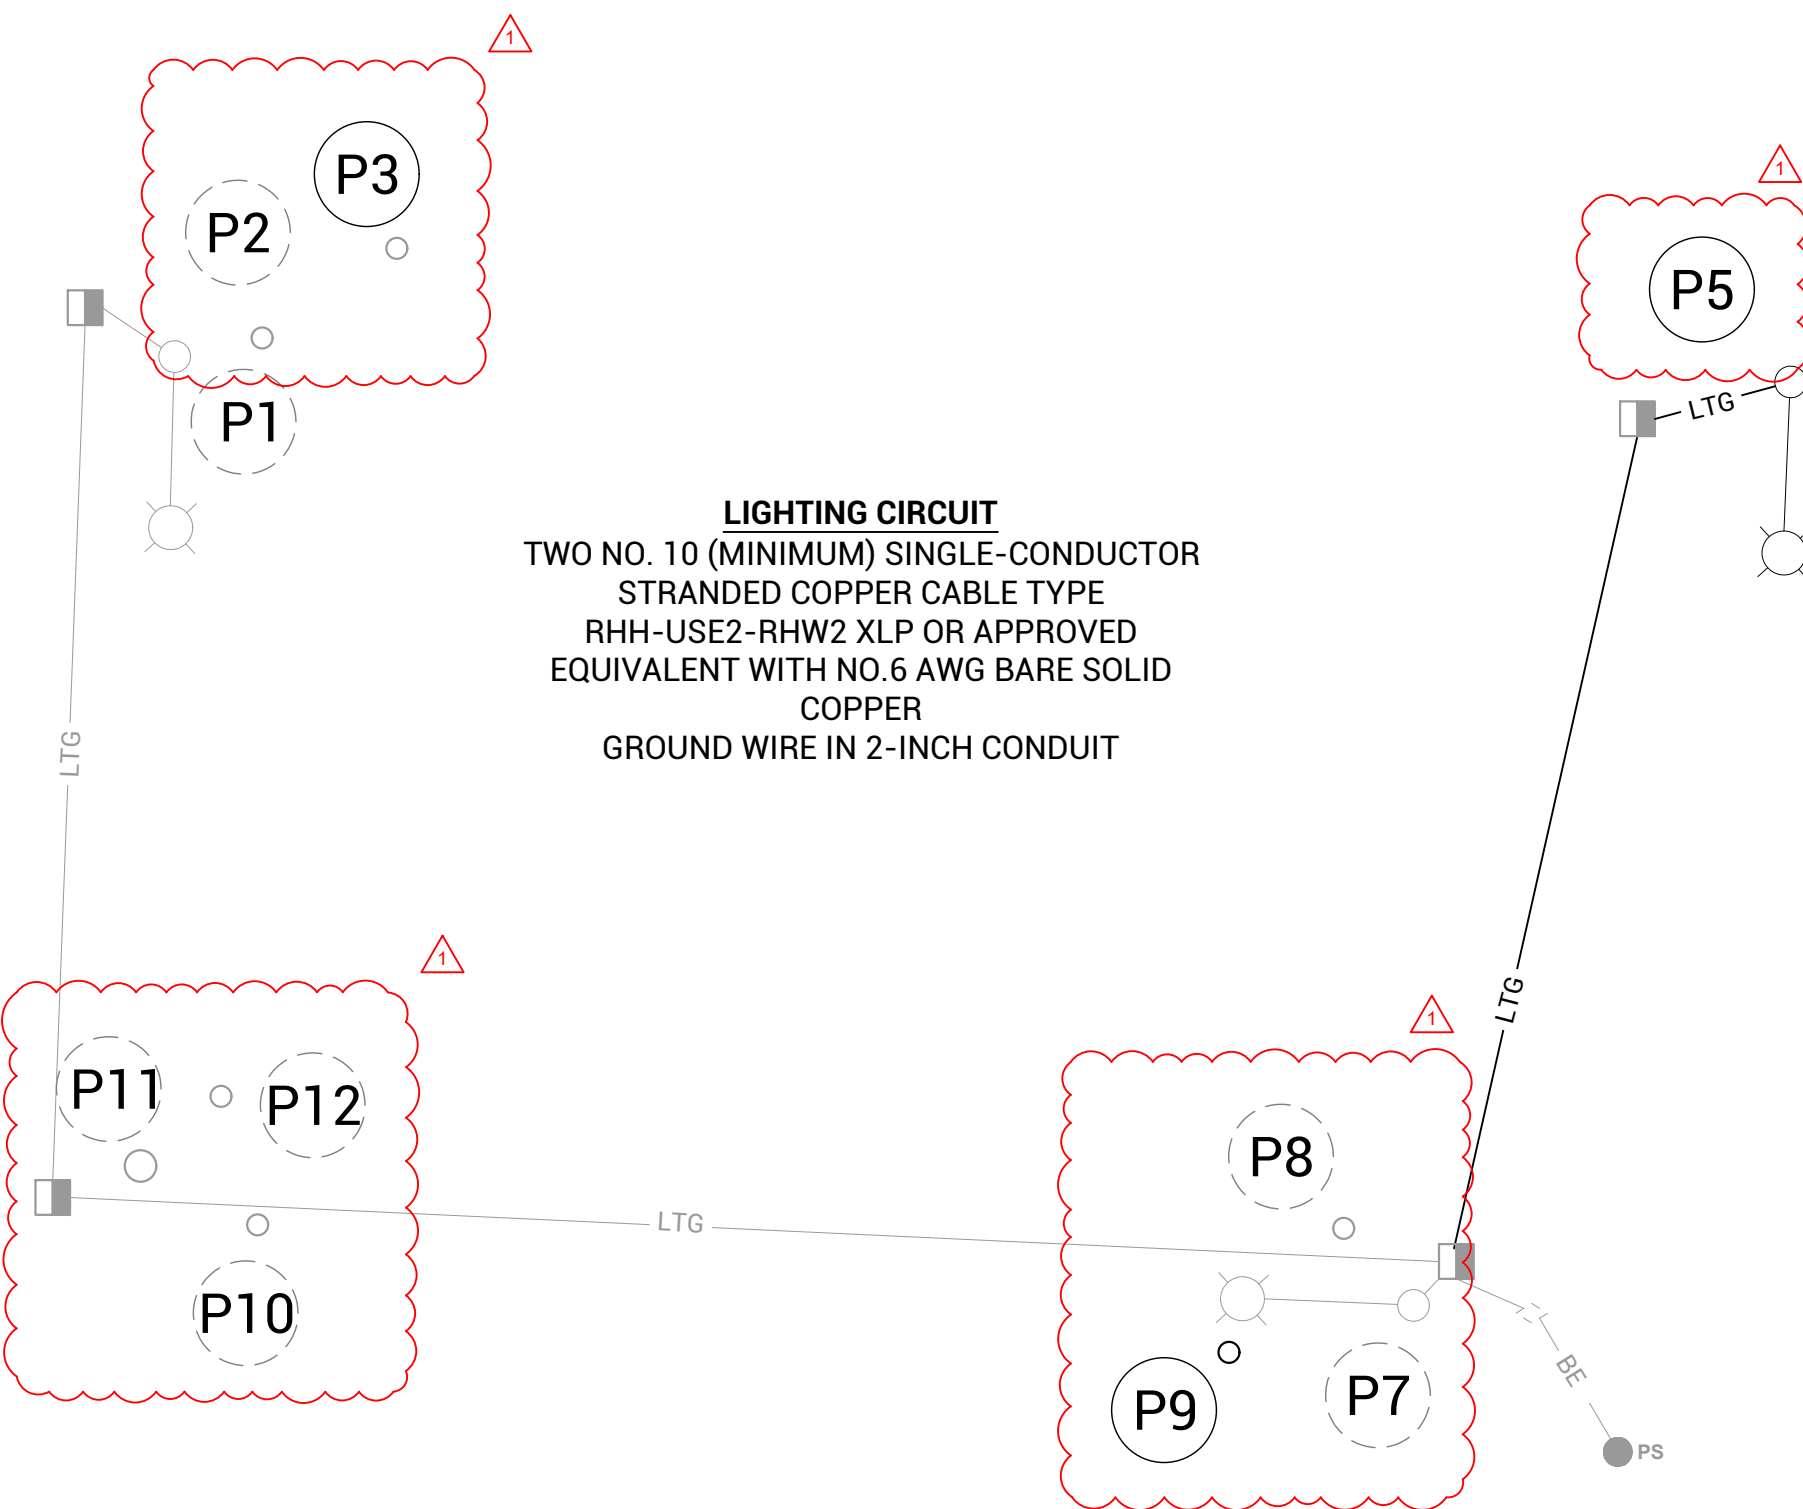 1
P3
P2
1
P5
P1
LTG
LIGHTING CIRCUIT
TWO NO. 10 (MINIMUM) SINGLE-CONDUCTOR
STRANDED COPPER CABLE TYPE
RHH-USE2-RHW2 XLP OR APPROVED
EQUIVALENT WITH NO.6 AWG BARE SOLID
COPPER
GROUND WIRE IN 2-INCH CONDUIT
LTG
1
LTG
1
P11
P12
P8
LTG
P10
P9
P7
BE
PS